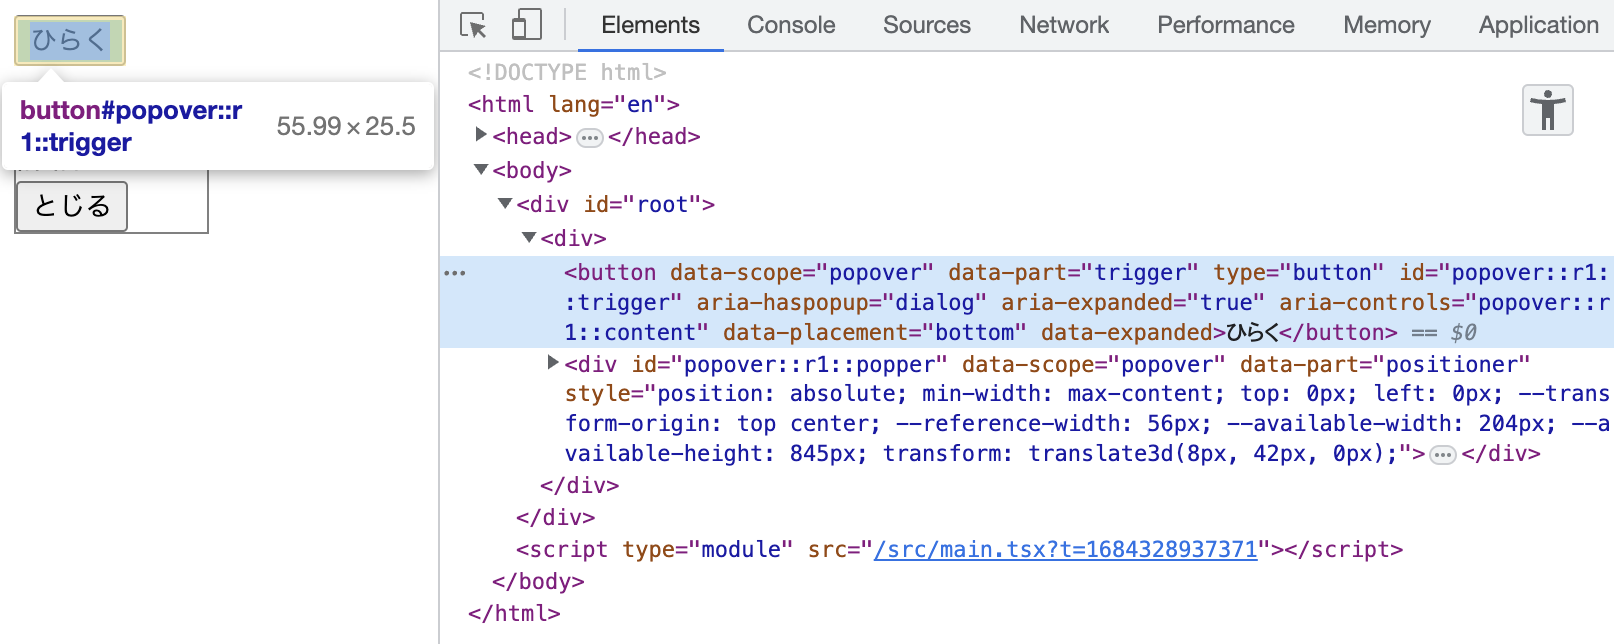 ひらく
button#popover::r
1::trigger
55.99 × 25.5
とじる
Elements
Console
Sources
Network
Performance
Memory
Application
<!DOCTYPE html>
<html lang="en">
<head> ••• </head>
<body>
<div id="root">
<div>
••• <button data-scope="popover" data-part="trigger" type="button" id="popover::r1:
:trigger" aria-haspopup="dialog" aria-expanded="true" aria-controls="popover::r
1::content" data-placement="bottom" data-expanded>ひらく</button> == $0
<div id="popover::r1::popper" data-scope="popover" data-part="positioner"
style="position: absolute; min-width: max-content; top: 0px; left: 0px; --trans
form-origin: top center; --reference-width: 56px; --available-width: 204px; --a
vailable-height: 845px; transform: translate3d(8px, 42px, 0px);"> ••• </div>
</div>
</div>
<script type="module" src="/src/main.tsx?t=1684328937371"></script>
</body>
</html>